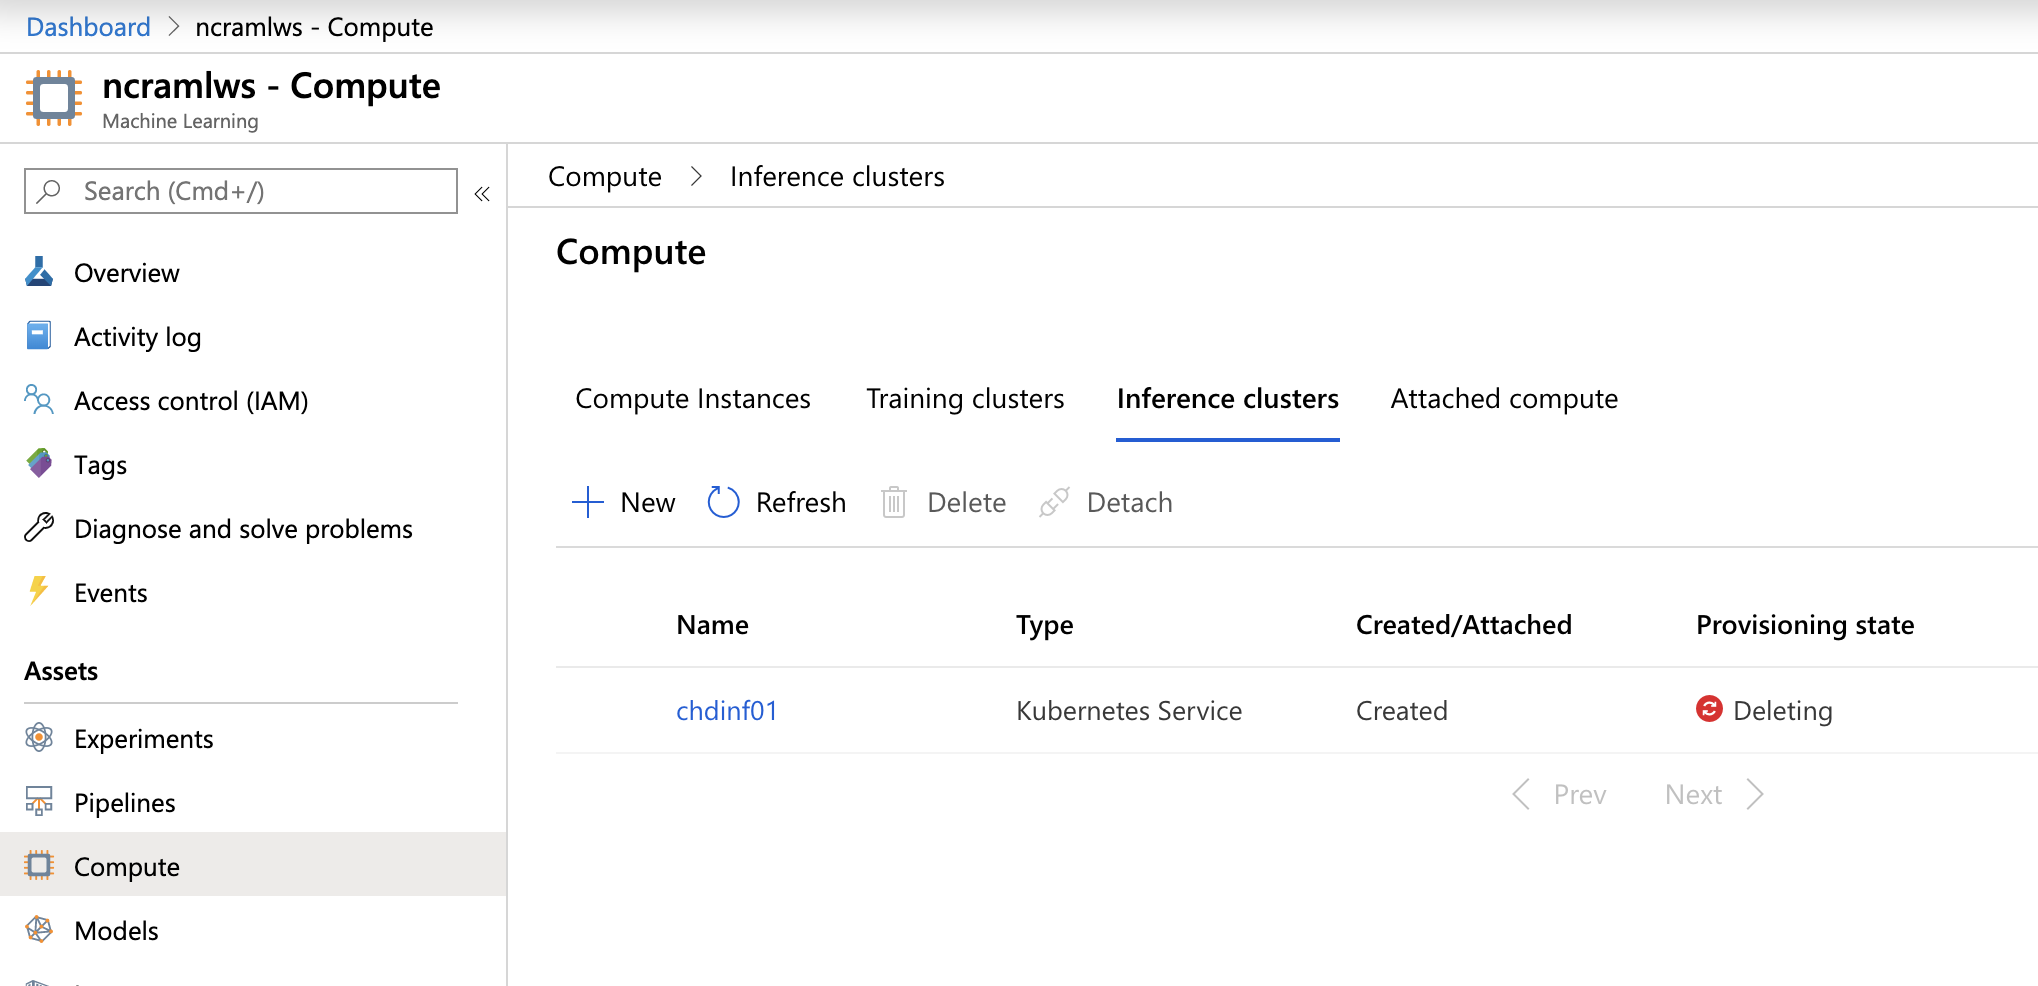 Dashboard > ncramlws - Compute
ncramlws - Compute
Machine Learning
Search (Cmd+/)
«
Overview
Activity log
Access control (IAM)
Tags
Diagnose and solve problems
Events
Assets
Experiments
Pipelines
Compute
Models
Compute > Inference clusters
Compute
Compute Instances Training clusters Inference clusters Attached compute
New Refresh Delete Detach
Name Type Created/Attached Provisioning state
chdinf01 Kubernetes Service Created Deleting
Prev Next